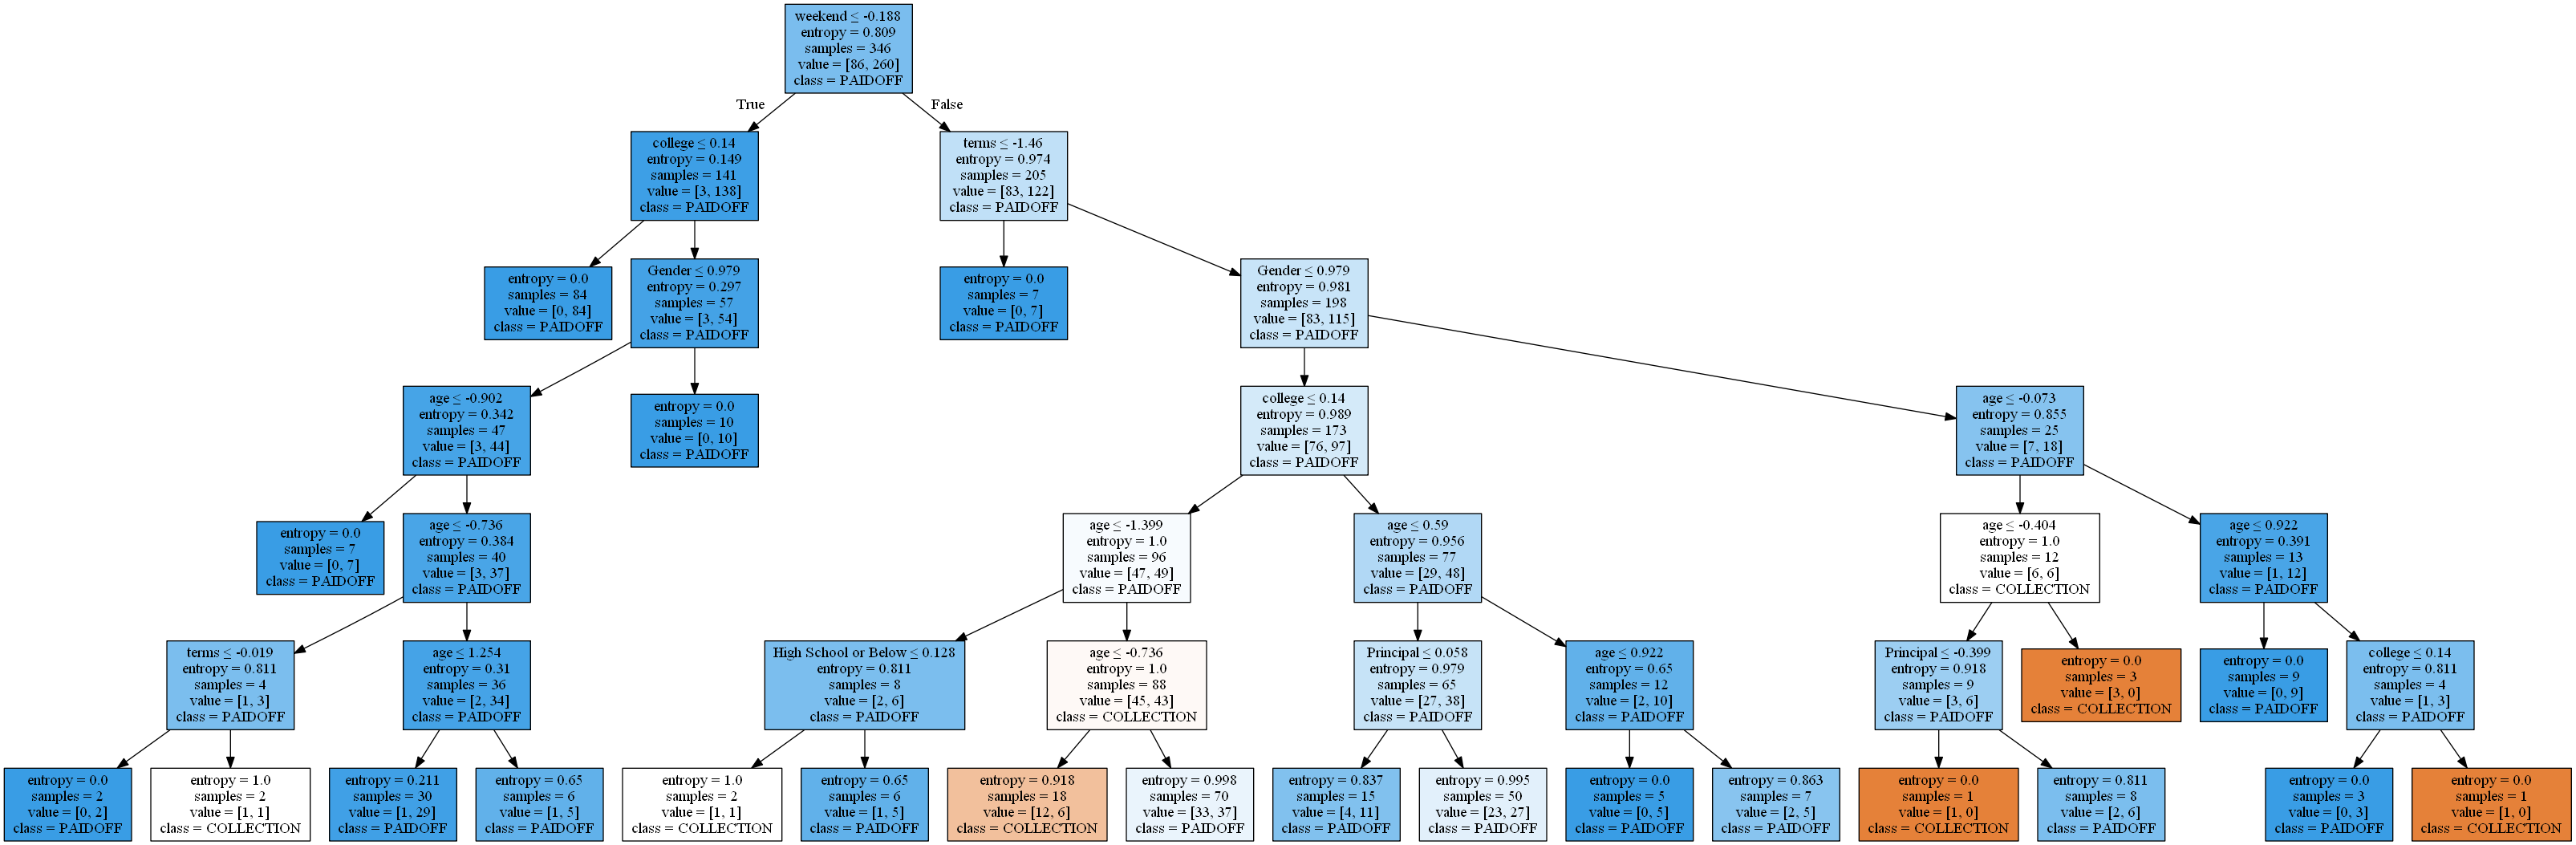 weekend ≤ -0.188
entropy = 0.809
samples = 346
value = [86, 260]
class = PAIDOFF
True
False
college ≤ 0.14
entropy = 0.149
samples = 141
value = [3, 138]
class = PAIDOFF
terms ≤ -1.46
entropy = 0.974
samples = 205
value = [83, 122]
class = PAIDOFF
entropy = 0.0
samples = 84
value = [0, 84]
class = PAIDOFF
Gender ≤ 0.979
entropy = 0.297
samples = 57
value = [3, 54]
class = PAIDOFF
entropy = 0.0
samples = 7
value = [0, 7]
class = PAIDOFF
Gender ≤ 0.979
entropy = 0.981
samples = 198
value = [83, 115]
class = PAIDOFF
age ≤ -0.902
entropy = 0.342
samples = 47
value = [3, 44]
class = PAIDOFF
entropy = 0.0
samples = 10
value = [0, 10]
class = PAIDOFF
college ≤ 0.14
entropy = 0.989
samples = 173
value = [76, 97]
class = PAIDOFF
age ≤ -0.073
entropy = 0.855
samples = 25
value = [7, 18]
class = PAIDOFF
entropy = 0.0
samples = 7
value = [0, 7]
class = PAIDOFF
age ≤ -0.736
entropy = 0.384
samples = 40
value = [3, 37]
class = PAIDOFF
age ≤ -1.399
entropy = 1.0
samples = 96
value = [47, 49]
class = PAIDOFF
age ≤ 0.59
entropy = 0.956
samples = 77
value = [29, 48]
class = PAIDOFF
age ≤ -0.404
entropy = 1.0
samples = 12
value = [6, 6]
class = COLLECTION
age ≤ 0.922
entropy = 0.391
samples = 13
value = [1, 12]
class = PAIDOFF
terms ≤ -0.019
entropy = 0.811
samples = 4
value = [1, 3]
class = PAIDOFF
age ≤ 1.254
entropy = 0.31
samples = 36
value = [2, 34]
class = PAIDOFF
High School or Below ≤ 0.128
entropy = 0.811
samples = 8
value = [2, 6]
class = PAIDOFF
age ≤ -0.736
entropy = 1.0
samples = 88
value = [45, 43]
class = COLLECTION
Principal ≤ 0.058
entropy = 0.979
samples = 65
value = [27, 38]
class = PAIDOFF
age ≤ 0.922
entropy = 0.65
samples = 12
value = [2, 10]
class = PAIDOFF
Principal ≤ -0.399
entropy = 0.918
samples = 9
value = [3, 6]
class = PAIDOFF
entropy = 0.0
samples = 3
value = [3, 0]
class = COLLECTION
entropy = 0.0
samples = 9
value = [0, 9]
class = PAIDOFF
college ≤ 0.14
entropy = 0.811
samples = 4
value = [1, 3]
class = PAIDOFF
entropy = 0.0
samples = 2
value = [0, 2]
class = PAIDOFF
entropy = 1.0
samples = 2
value = [1, 1]
class = COLLECTION
entropy = 0.211
samples = 30
value = [1, 29]
class = PAIDOFF
entropy = 0.65
samples = 6
value = [1, 5]
class = PAIDOFF
entropy = 1.0
samples = 2
value = [1, 1]
class = COLLECTION
entropy = 0.65
samples = 6
value = [1, 5]
class = PAIDOFF
entropy = 0.918
samples = 18
value = [12, 6]
class = COLLECTION
entropy = 0.998
samples = 70
value = [33, 37]
class = PAIDOFF
entropy = 0.837
samples = 15
value = [4, 11]
class = PAIDOFF
entropy = 0.995
samples = 50
value = [23, 27]
class = PAIDOFF
entropy = 0.0
samples = 5
value = [0, 5]
class = PAIDOFF
entropy = 0.863
samples = 7
value = [2, 5]
class = PAIDOFF
entropy = 0.0
samples = 1
value = [1, 0]
class = COLLECTION
entropy = 0.811
samples = 8
value = [2, 6]
class = PAIDOFF
entropy = 0.0
samples = 3
value = [0, 3]
class = PAIDOFF
entropy = 0.0
samples = 1
value = [1, 0]
class = COLLECTION